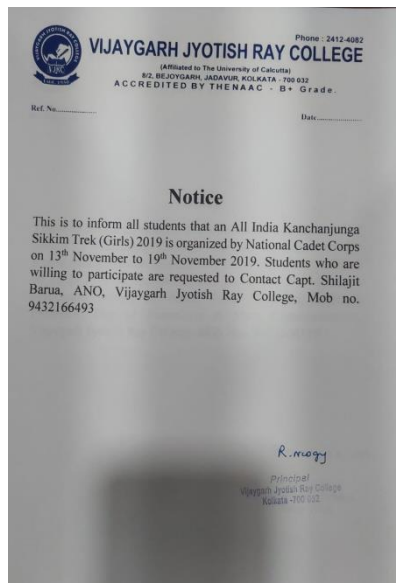 Phone : 2412-4082
VIJAYGARH JYOTISH RAY COLLEGE
(Affiliated to The University of Calcutta)
8/2, BEJOYGARH, JADAVUR, KOLKATA - 700 032
ACCREDITED BY THENAAC - B+ Grade.
Ref. No...............
Date..................
Notice
This is to inform all students that an All India Kanchanjunga
Sikkim Trek (Girls) 2019 is organized by National Cadet Corps
on 13th November to 19th November 2019. Students who are
willing to participate are requested to Contact Capt. Shilajit
Barua, ANO, Vijaygarh Jyotish Ray College, Mob no.
9432166493
Principal
Vijaygarh Jyotish Ray College
Kolkata -700 032